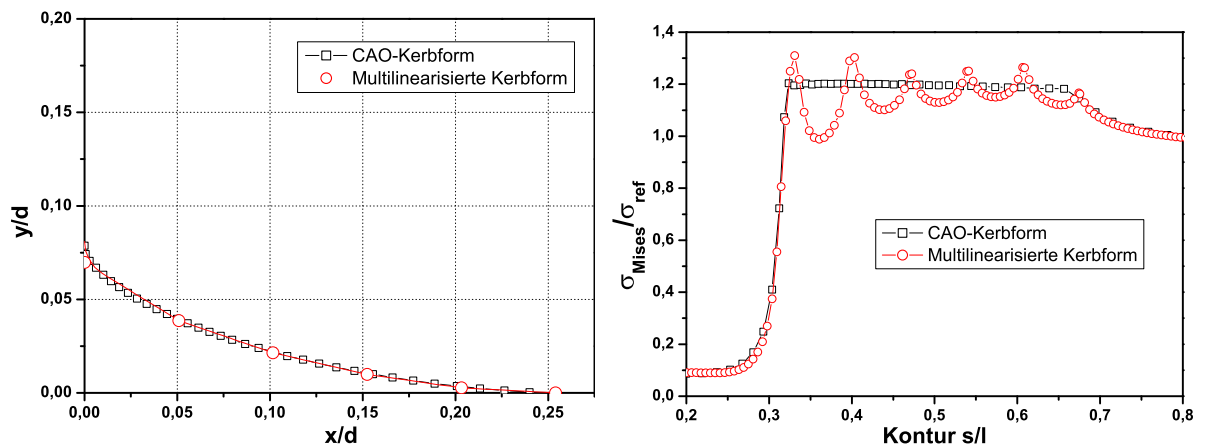 0,20
0,15
0,10
0,05
0,00
y/d
CAO-Kerbform
Multilinearisierte Kerbform
0,00 0,05 0,10 0,15 0,20 0,25
x/d
1,4
1,2
1,0
0,8
0,6
0,4
0,2
0,0
σMises/σref
CAO-Kerbform
Multilinearisierte Kerbform
0,2 0,3 0,4 0,5 0,6 0,7 0,8
Kontur s/l